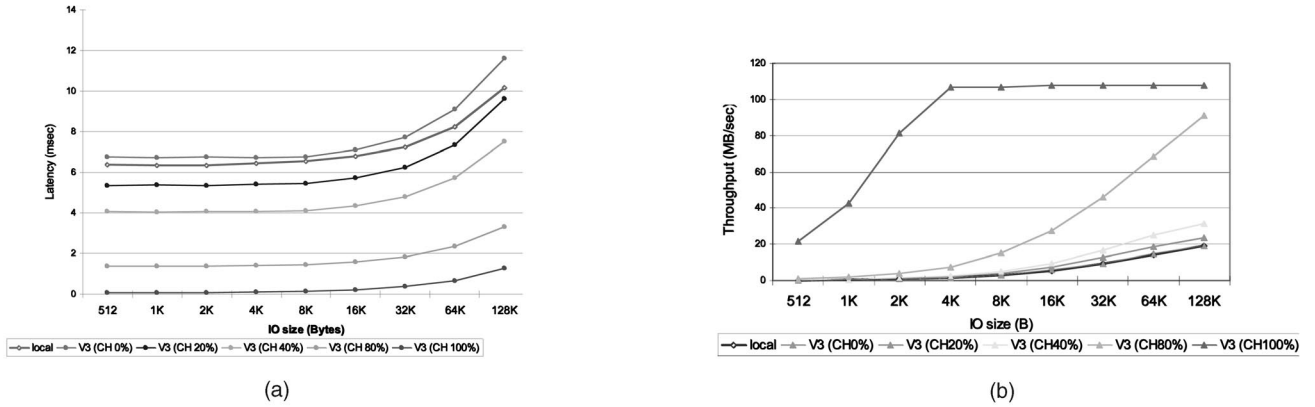 14
12
10
8
6
4
2
0
Latency (msec)
512 1K 2K 4K 8K 16K 32K 64K 128K
IO size (Bytes)
local V3 (CH 0%) V3 (CH 20%) V3 (CH 40%) V3 (CH 80%) V3 (CH 100%)
(a)
120
100
80
60
40
20
0
Throughput (MB/sec)
512 1K 2K 4K 8K 16K 32K 64K 128K
IO size (B)
local V3 (CH0%) V3 (CH20%) V3 (CH40%) V3 (CH80%) V3 (CH100%)
(b)